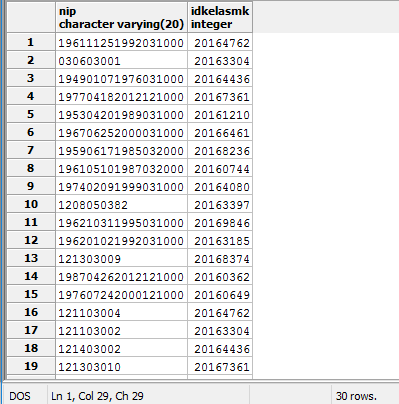 nip idkelasmk
character varying(20) integer
1 196111251992031000 20164762
2 030603001 20163304
3 194901071976031000 20164436
4 197704182012121000 20167361
5 195304201989031000 20161210
6 196706252000031000 20166461
7 195906171985032000 20168236
8 196105101987032000 20160744
9 197402091999031000 20164080
10 1208050382 20163397
11 196210311995031000 20169846
12 196201021992031000 20163185
13 121303009 20168374
14 198704262012121000 20160362
15 197607242000121000 20160649
16 121103004 20164762
17 121103002 20163304
18 121403002 20164436
19 121303010 20167361
DOS Ln 1, Col 29, Ch 29 30 rows.